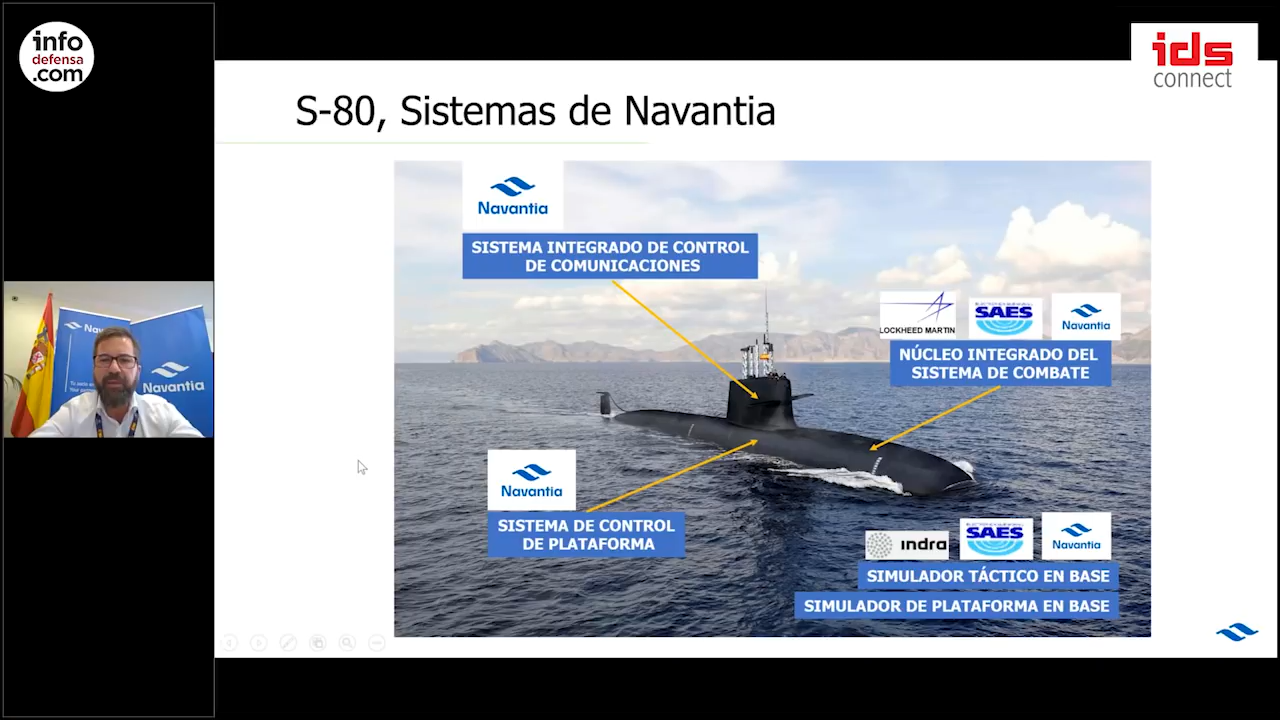 info
defensa
.com
ids
connect
S-80, Sistemas de Navantia
Navantia
SISTEMA INTEGRADO DE CONTROL
DE COMUNICACIONES
LOCKHEED MARTIN
SAES
Navantia
NÚCLEO INTEGRADO DEL
SISTEMA DE COMBATE
Navantia
Navantia
SISTEMA DE CONTROL
DE PLATAFORMA
indra
SAES
Navantia
SIMULADOR TÁCTICO EN BASE
SIMULADOR DE PLATAFORMA EN BASE